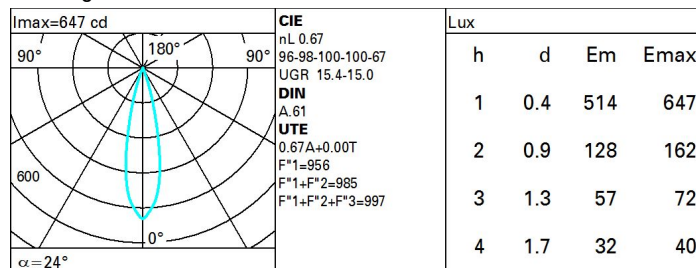 Imax=647 cd
90° 180° 90°
600
0°
α=24°
CIE
nL 0.67
96-98-100-100-67
UGR 15.4-15.0
DIN
A.61
UTE
0.67A+0.00T
F"1=956
F"1+F"2=985
F"1+F"2+F"3=997
Lux
h d Em Emax
1 0.4 514 647
2 0.9 128 162
3 1.3 57 72
4 1.7 32 40